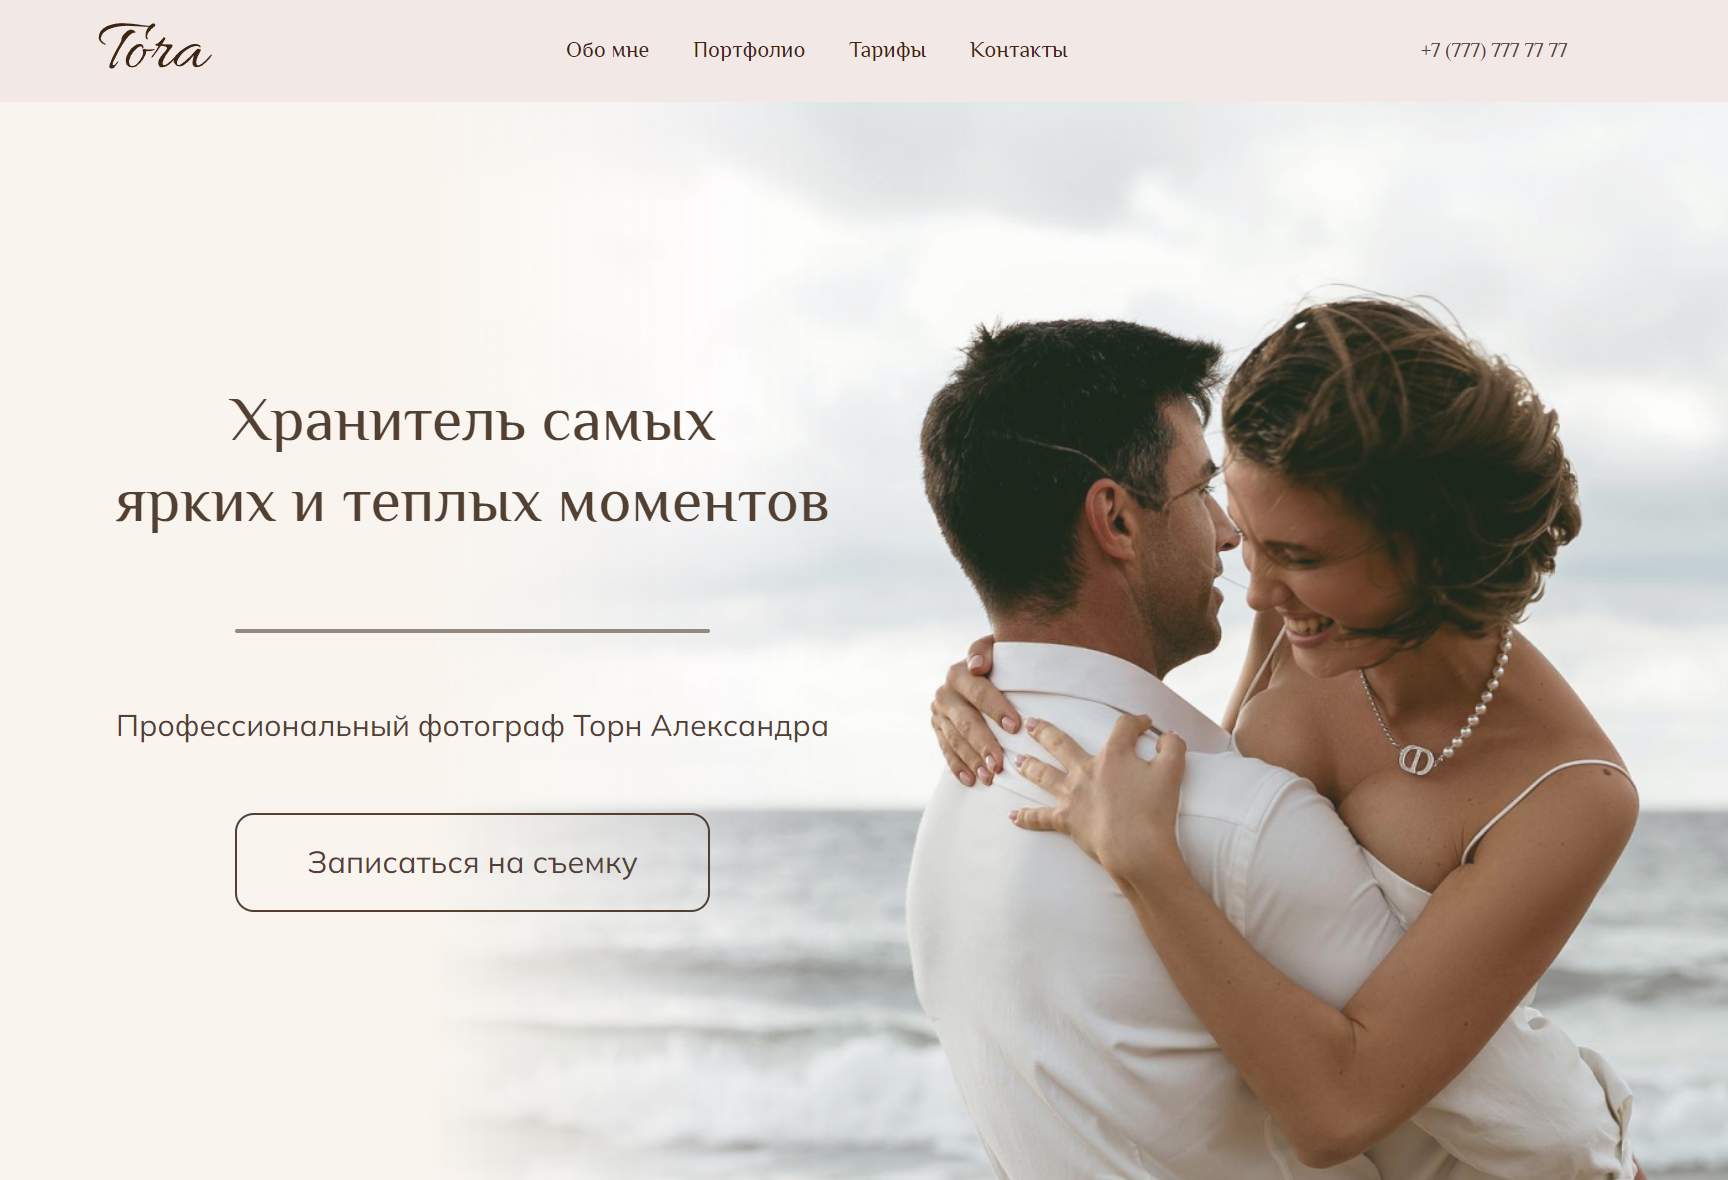 Tora
Обо мне
Портфолио
Тарифы
Контакты
+7 (777) 777 77 77
Хранитель самых
ярких и теплых моментов
Профессиональный фотограф Торн Александра
Записаться на съемку